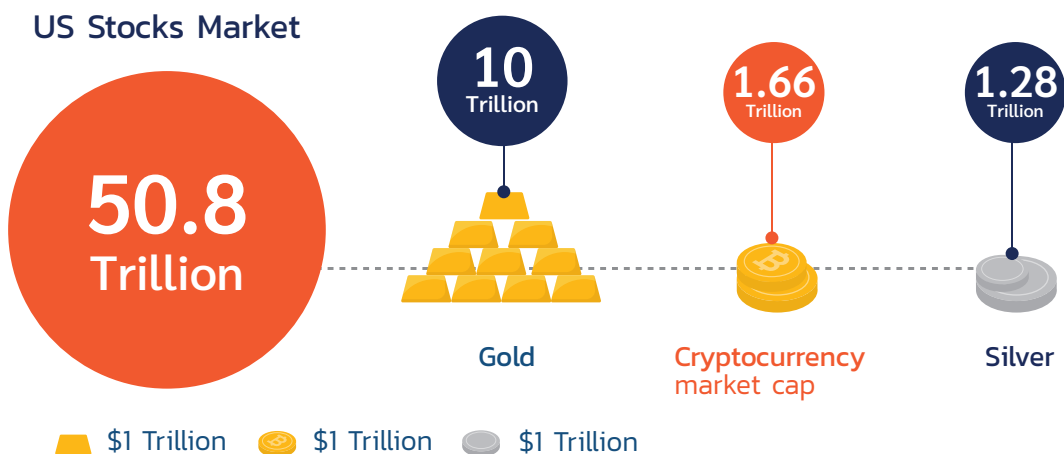 US Stocks Market
50.8
Trillion
10
Trillion
1.66
Trillion
1.28
Trillion
Gold
Cryptocurrency
market cap
Silver
$1 Trillion
$1 Trillion
$1 Trillion